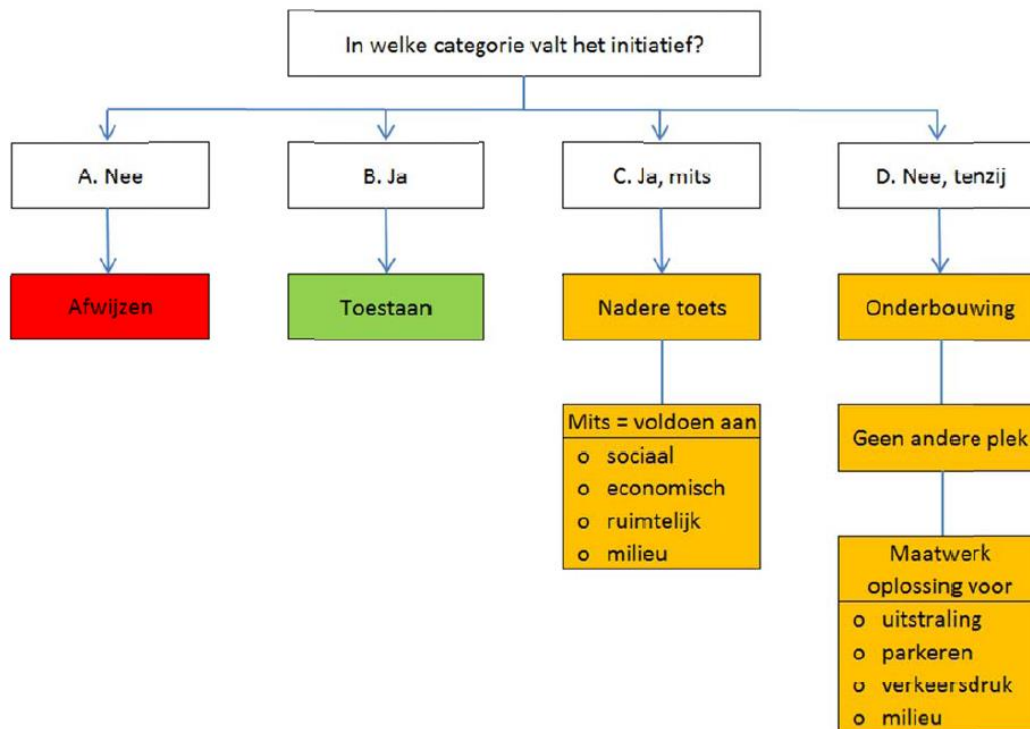 In welke categorie valt het initiatief?
A. Nee
B. Ja
C. Ja, mits
D. Nee, tenzij
Afwijzen
Toestaan
Nadere toets
Onderbouwing
Mits = voldoen aan
o sociaal
o economisch
o ruimtelijk
o milieu
Geen andere plek
Maatwerk
oplossing voor
o uitstraling
o parkeren
o verkeersdruk
o milieu